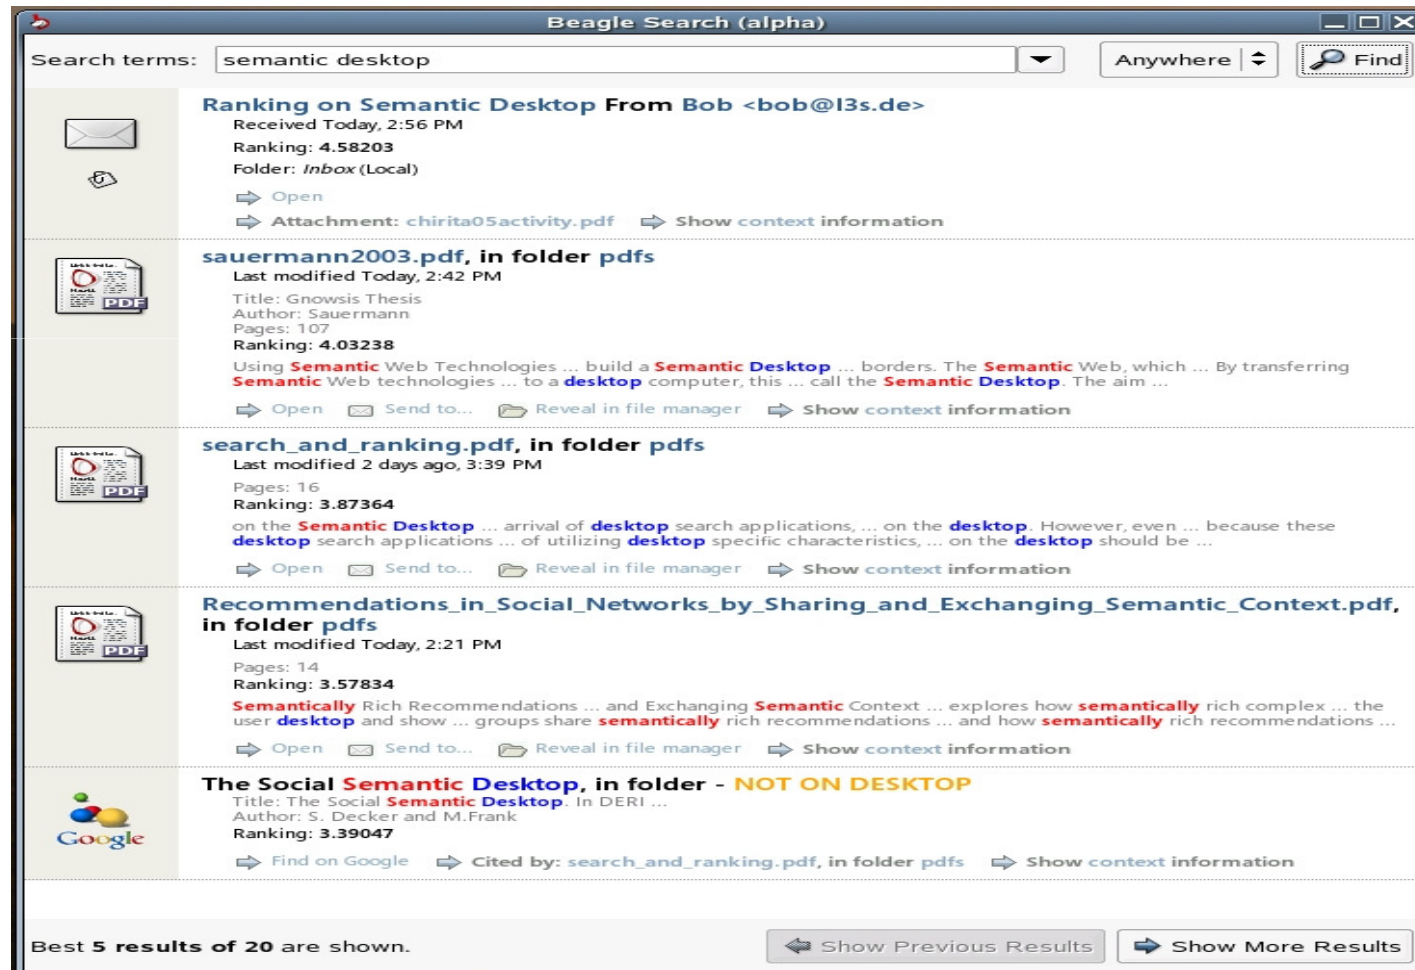 Beagle Search (alpha)
Search terms: semantic desktop Anywhere Find
Ranking on Semantic Desktop From Bob <bob@l3s.de>
Received Today, 2:56 PM
Ranking: 4.58203
Folder: Inbox (Local)
Open
Attachment: chirita05activity.pdf Show context information
sauermann2003.pdf, in folder pdfs
Last modified Today, 2:42 PM
Title: Gnowsis Thesis
Author: Sauermann
Pages: 107
Ranking: 4.03238
Using Semantic Web Technologies ... build a Semantic Desktop ... borders. The Semantic Web, which ... By transferring
Semantic Web technologies ... to a desktop computer, this ... call the Semantic Desktop. The aim ...
Open Send to... Reveal in file manager Show context information
search_and_ranking.pdf, in folder pdfs
Last modified 2 days ago, 3:39 PM
Pages: 16
Ranking: 3.87364
on the Semantic Desktop ... arrival of desktop search applications, ... on the desktop. However, even ... because these
desktop search applications ... of utilizing desktop specific characteristics, ... on the desktop should be ...
Open Send to... Reveal in file manager Show context information
Recommendations_in_Social_Networks_by_Sharing_and_Exchanging_Semantic_Context.pdf,
in folder pdfs
Last modified Today, 2:21 PM
Pages: 14
Ranking: 3.57834
Semantically Rich Recommendations ... and Exchanging Semantic Context ... explores how semantically rich complex ... the
user desktop and show ... groups share semantically rich recommendations ... and how semantically rich recommendations ...
Open Send to... Reveal in file manager Show context information
The Social Semantic Desktop, in folder - NOT ON DESKTOP
Title: The Social Semantic Desktop. In DERI ...
Author: S. Decker and M.Frank
Ranking: 3.39047
Google
Find on Google Cited by: search_and_ranking.pdf, in folder pdfs Show context information
Best 5 results of 20 are shown. Show Previous Results Show More Results